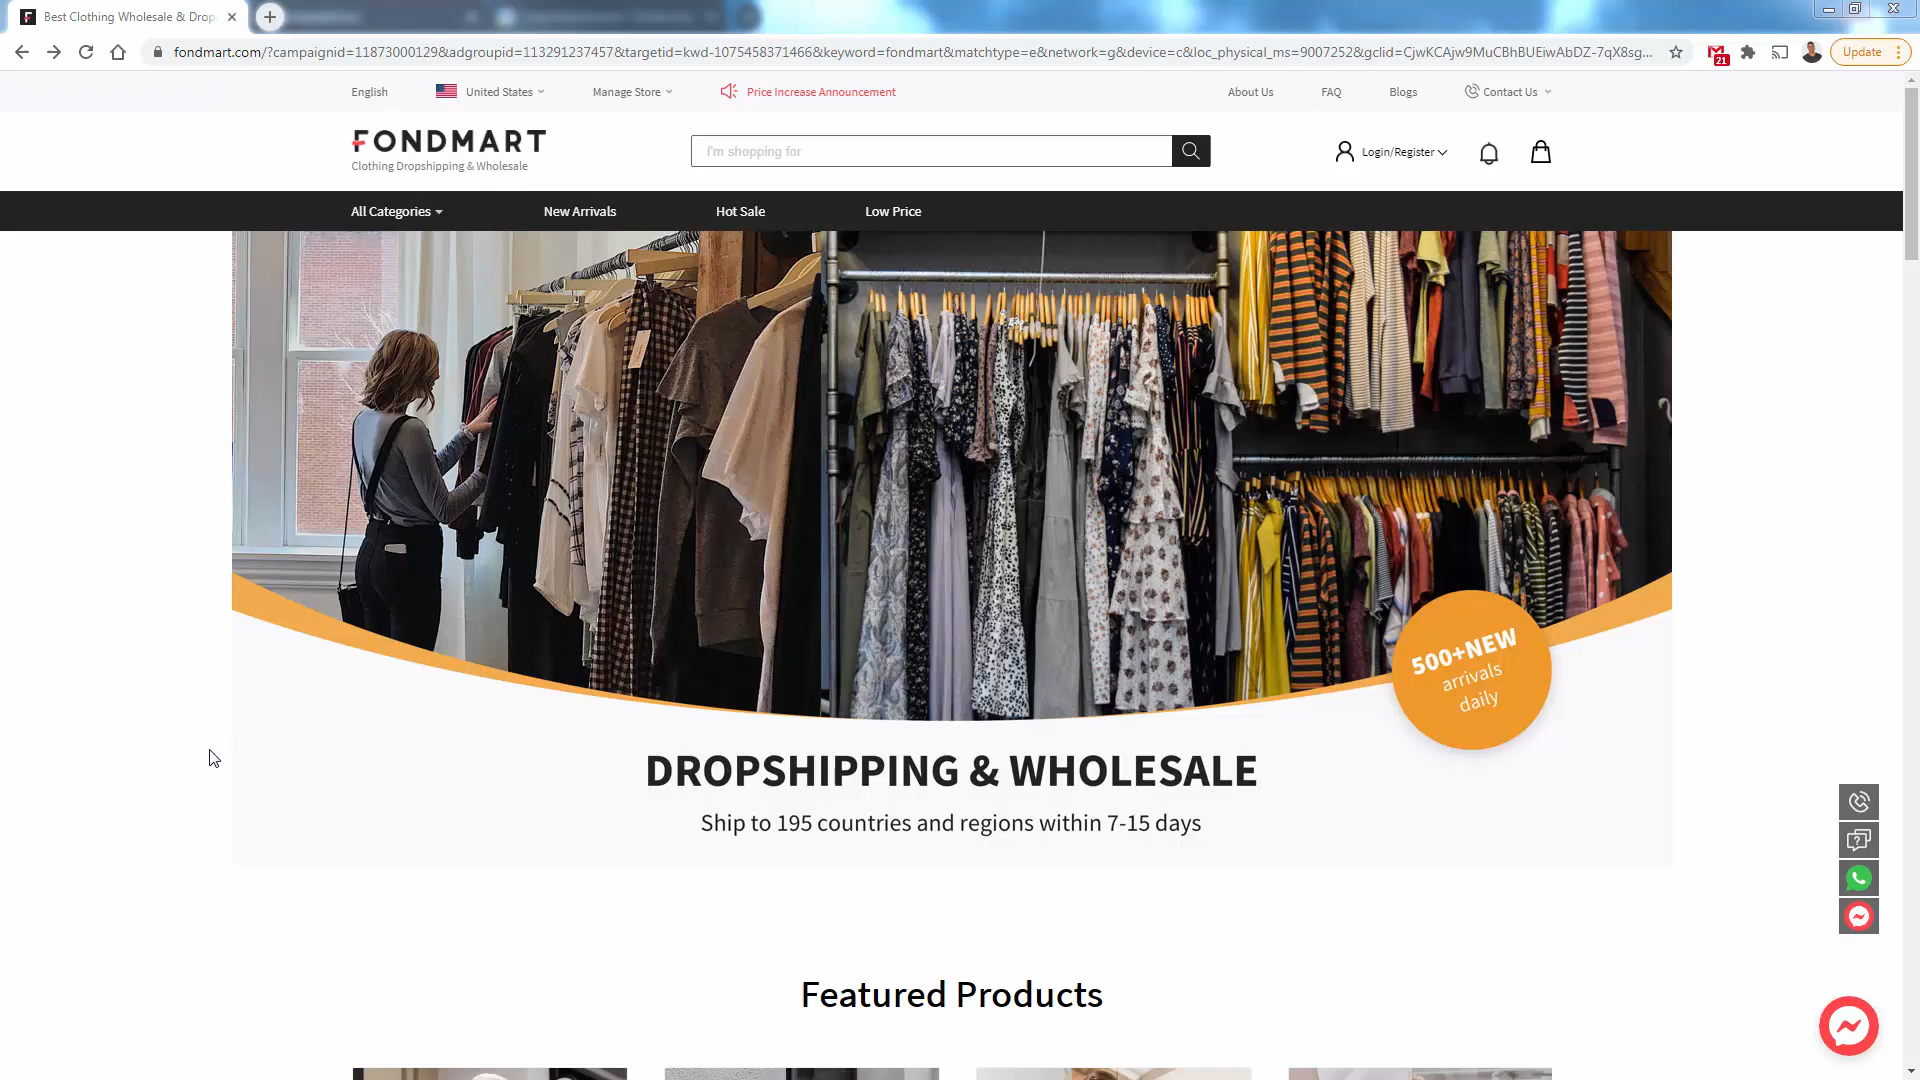 Best Clothing Wholesale & Drop
fondmart.com/?campaignid=11873000129&adgroupid=113291237457&targetid=kwd-1075458371466&keyword=fondmart&matchtype=e&network=g&device=c&loc_physical_ms=9007252&gclid=CjwKCAjw9MuCBhBUEiwAbDZ-7qX8sg...
21
Update
English
United States
Manage Store
Price Increase Announcement
About Us
FAQ
Blogs
Contact Us
FONDMART
Clothing Dropshipping & Wholesale
I'm shopping for
Login/Register
All Categories
New Arrivals
Hot Sale
Low Price
500+NEW
arrivals
daily
DROPSHIPPING & WHOLESALE
Ship to 195 countries and regions within 7-15 days
Featured Products